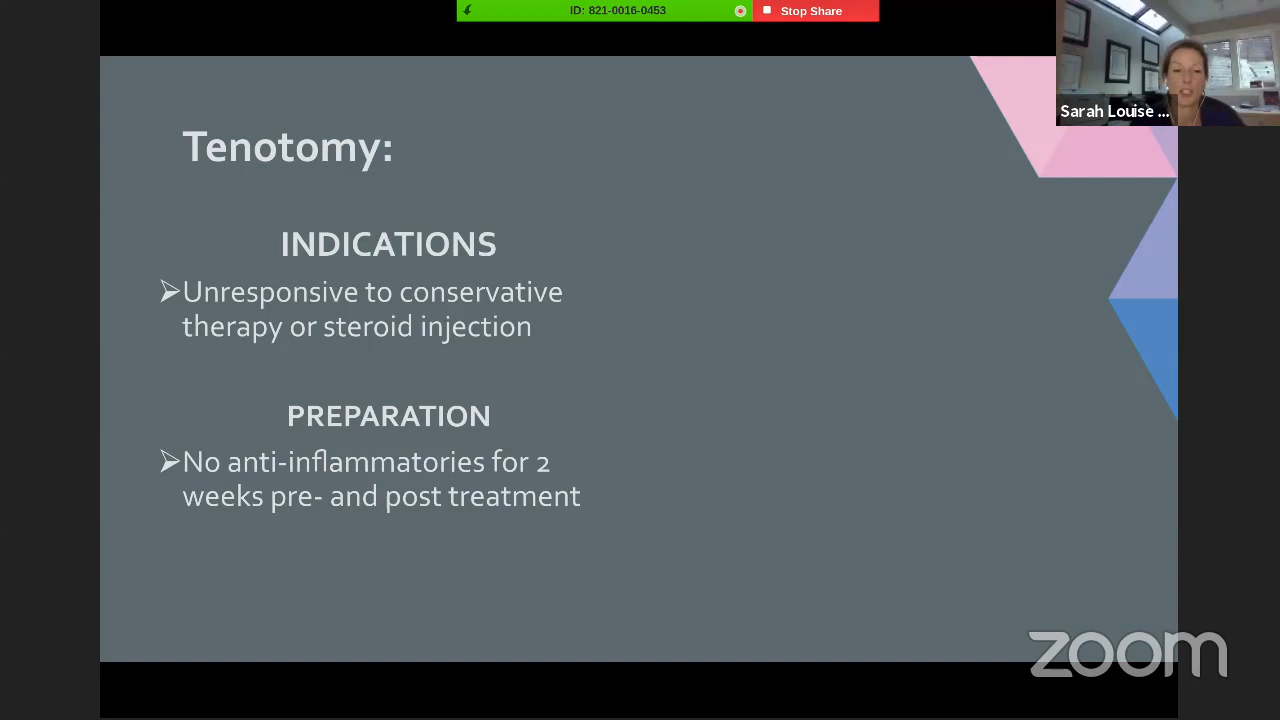 ID: 821-0016-0453
Stop Share
Sarah Louise ...
Tenotomy:
INDICATIONS
➢Unresponsive to conservative
therapy or steroid injection
PREPARATION
➢No anti-inflammatories for 2
weeks pre- and post treatment
zoom